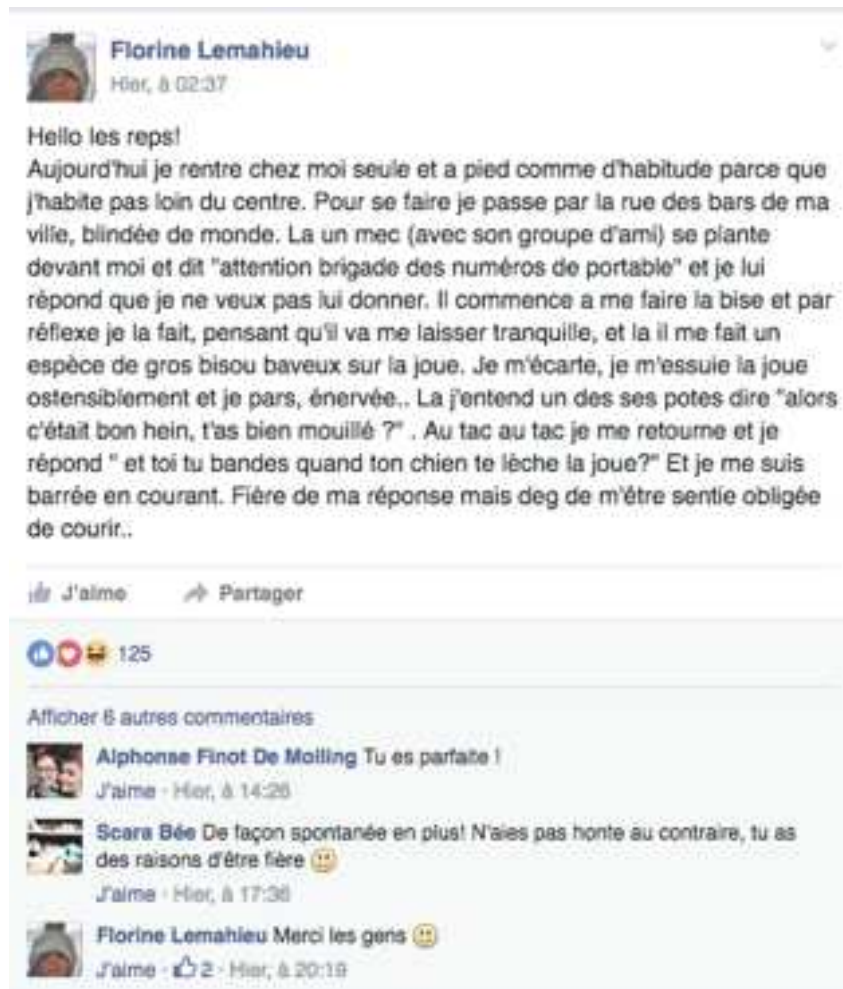 Florine Lemahieu
Hier, à 02:37
Hello les reps!
Aujourd'hui je rentre chez moi seule et a pied comme d'habitude parce que
j'habite pas loin du centre. Pour se faire je passe par la rue des bars de ma
ville, blindée de monde. La un mec (avec son groupe d'ami) se plante
devant moi et dit "attention brigade des numéros de portable" et je lui
répond que je ne veux pas lui donner. Il commence a me faire la bise et par
réflexe je la fait, pensant qu'il va me laisser tranquille, et la il me fait un
espèce de gros bisou baveux sur la joue. Je m'écarte, je m'essuie la joue
ostensiblement et je pars, énervée.. La j'entend un des ses potes dire "alors
c'était bon hein, t'as bien mouillé ?" . Au tac au tac je me retourne et je
répond " et toi tu bandes quand ton chien te lèche la joue?" Et je me suis
barrée en courant. Fière de ma réponse mais deg de m'être sentie obligée
de courir..
J'aime Partager
125
Afficher 6 autres commentaires
Alphonse Finot De Moiling Tu es parfaite !
J'aime · Hier, à 14:26
Scara Bée De façon spontanée en plus! N'aies pas honte au contraire, tu as
des raisons d'être fière
J'aime · Hier, à 17:36
Florine Lemahieu Merci les gens
J'aime · 2 · Hier, à 20:19